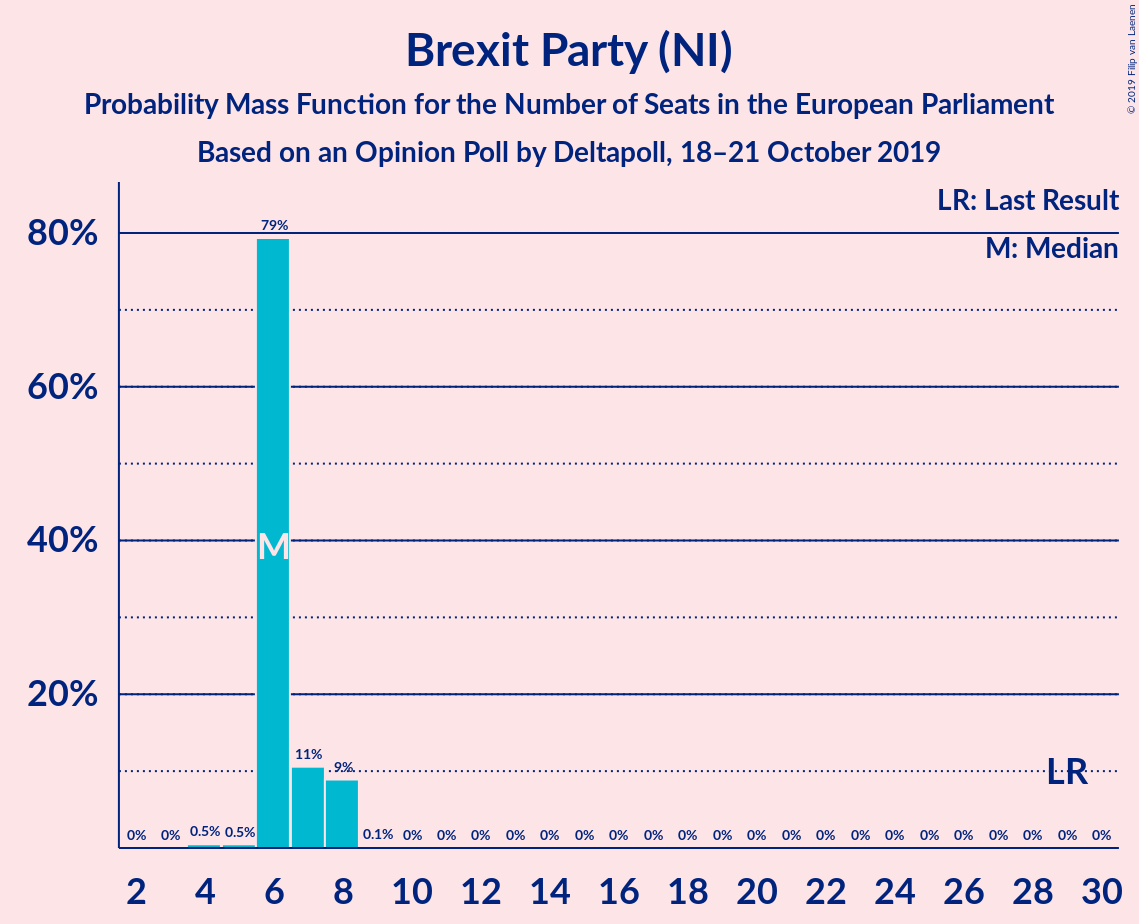 Brexit Party (NI)
Probability Mass Function for the Number of Seats in the European Parliament
Based on an Opinion Poll by Deltapoll, 18–21 October 2019
© 2019 Filip van Laenen
LR: Last Result
M: Median
80%
60%
40%
20%
79%
M
11%
9%
LR
0% 0% 0.5% 0.5% 0.1% 0% 0% 0% 0% 0% 0% 0% 0% 0% 0% 0% 0% 0% 0% 0% 0% 0% 0% 0% 0% 0%
2 4 6 8 10 12 14 16 18 20 22 24 26 28 30